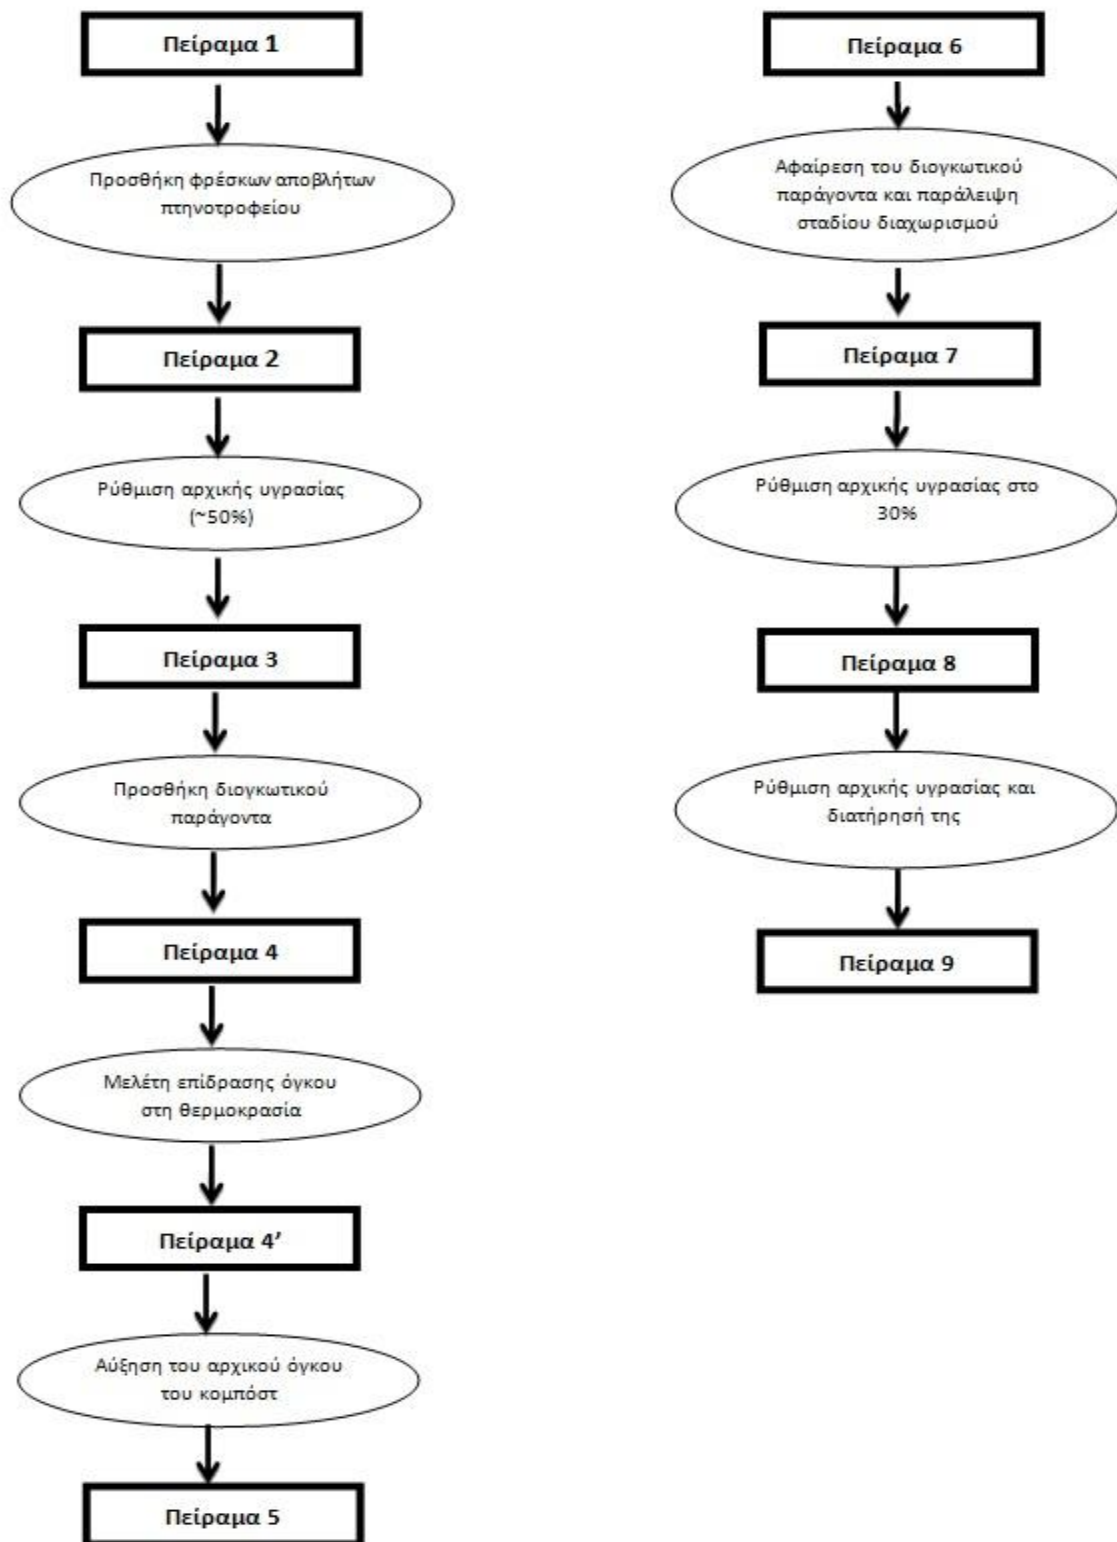 Πείραμα 1
Προσθήκη φρέσκων αποβλήτων
πτηνοτροφείου
Πείραμα 2
Ρύθμιση αρχικής υγρασίας
(~50%)
Πείραμα 3
Προσθήκη διογκωτικού
παράγοντα
Πείραμα 4
Μελέτη επίδρασης όγκου
στη θερμοκρασία
Πείραμα 4’
Αύξηση του αρχικού όγκου
του κομπόστ
Πείραμα 5
Πείραμα 6
Αφαίρεση του διογκωτικού
παράγοντα και παράλειψη
σταδίου διαχωρισμού
Πείραμα 7
Ρύθμιση αρχικής υγρασίας στο
30%
Πείραμα 8
Ρύθμιση αρχικής υγρασίας και
διατήρησή της
Πείραμα 9